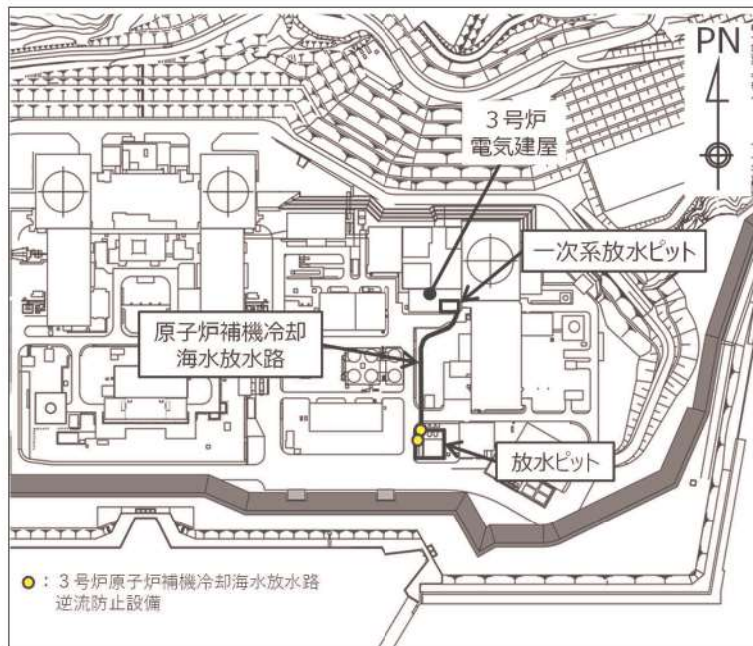 PN
3号炉
電気建屋
一次系放水ピット
原子炉補機冷却
海水放水路
放水ピット
：3号炉原子炉補機冷却海水放水路
逆流防止設備